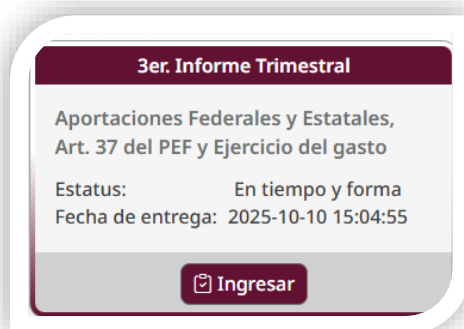 3er. Informe Trimestral
Aportaciones Federales y Estatales,
Art. 37 del PEF y Ejercicio del gasto
Estatus: En tiempo y forma
Fecha de entrega: 2025-10-10 15:04:55
Ingresar